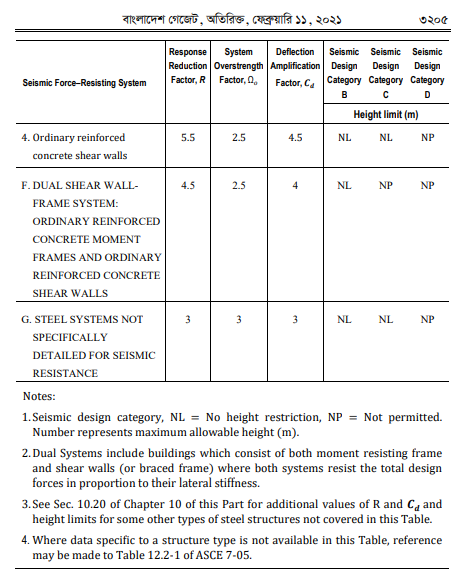 বাংলাদেশ গেজেট, অতিরিক্ত, ফেব্রুয়ারি ১১, ২০২১ ৩২০৫
Seismic Force–Resisting System
Response Reduction Factor, R
System Overstrength Factor, Ωo
Deflection Amplification Factor, Cd
Seismic Design Category B
Seismic Design Category C
Seismic Design Category D
Height limit (m)
4. Ordinary reinforced 5.5 2.5 4.5 NL NL NP
concrete shear walls
F. DUAL SHEAR WALL- 4.5 2.5 4 NL NP NP
FRAME SYSTEM:
ORDINARY REINFORCED
CONCRETE MOMENT
FRAMES AND ORDINARY
REINFORCED CONCRETE
SHEAR WALLS
G. STEEL SYSTEMS NOT 3 3 3 NL NL NP
SPECIFICALLY
DETAILED FOR SEISMIC
RESISTANCE
Notes:
1. Seismic design category, NL = No height restriction, NP = Not permitted.
Number represents maximum allowable height (m).
2. Dual Systems include buildings which consist of both moment resisting frame
and shear walls (or braced frame) where both systems resist the total design
forces in proportion to their lateral stiffness.
3. See Sec. 10.20 of Chapter 10 of this Part for additional values of R and Cd and
height limits for some other types of steel structures not covered in this Table.
4. Where data specific to a structure type is not available in this Table, reference
may be made to Table 12.2-1 of ASCE 7-05.